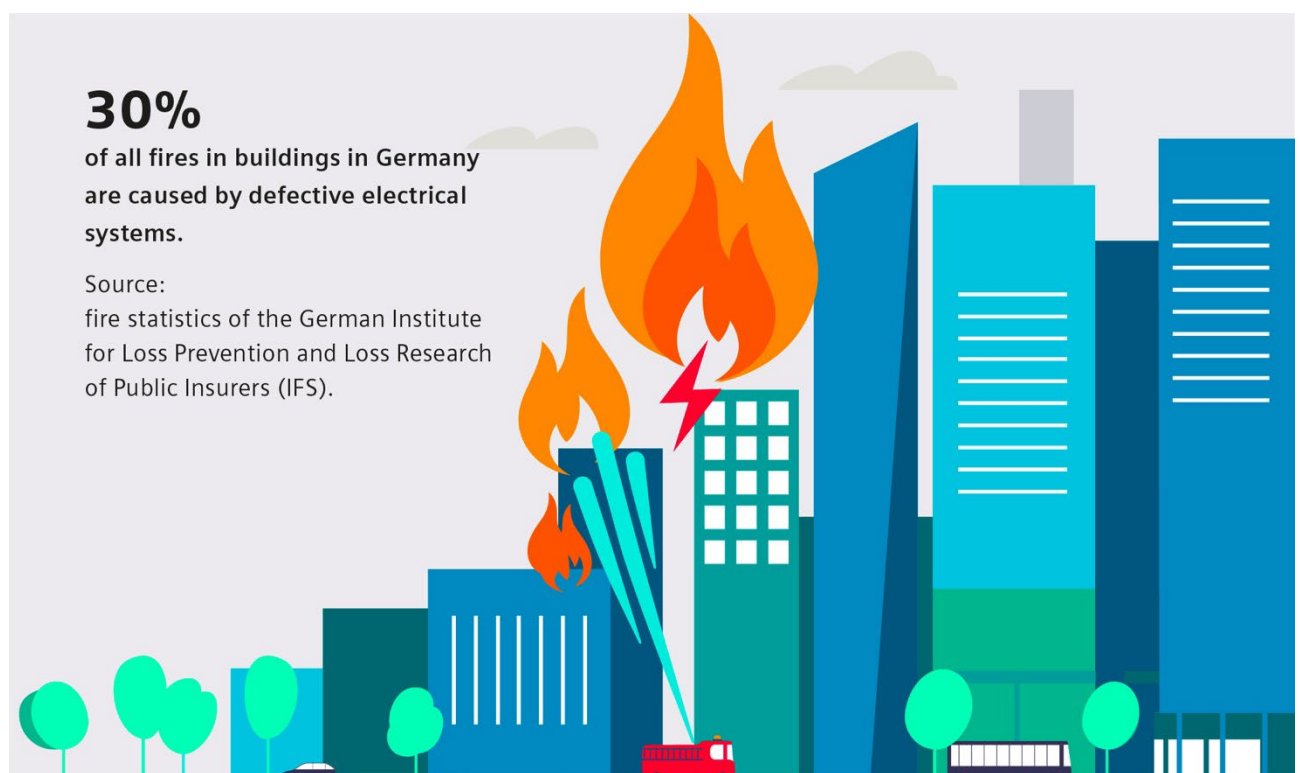 30%
of all fires in buildings in Germany
are caused by defective electrical
systems.
Source:
fire statistics of the German Institute
for Loss Prevention and Loss Research
of Public Insurers (IFS).